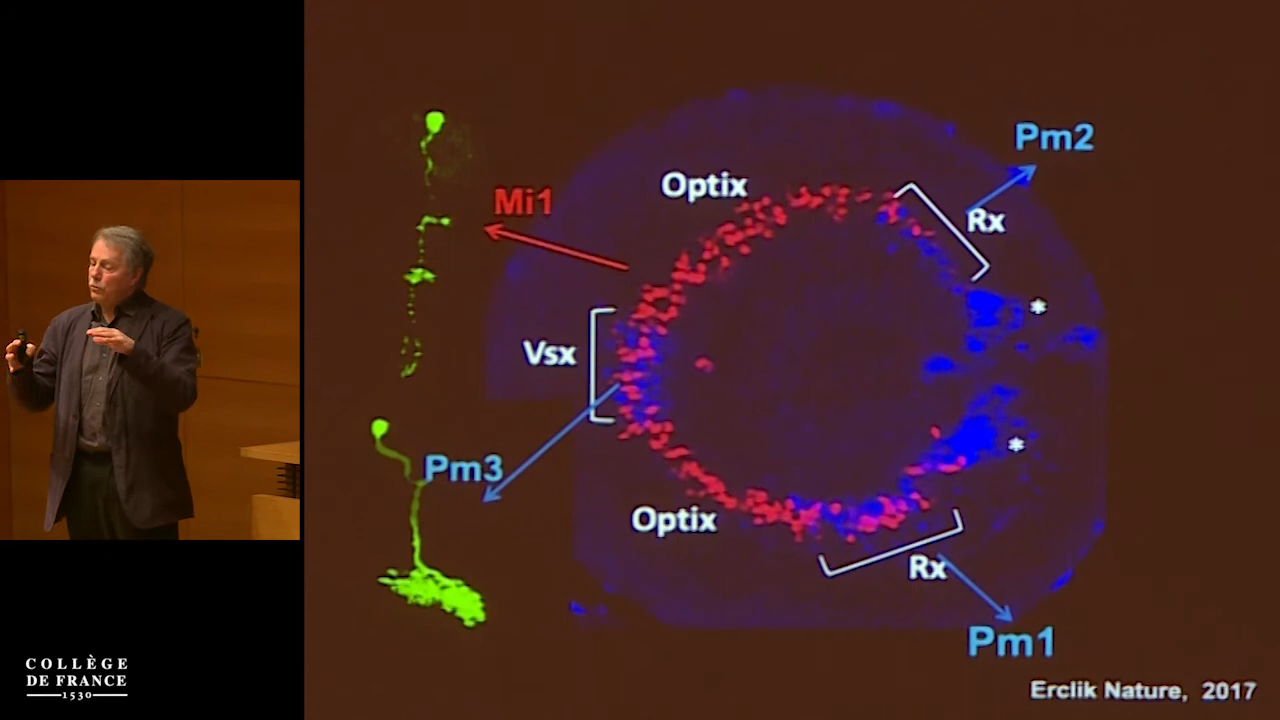 Pm2
Optix
Mi1
Rx
*
Vsx
*
Pm3
Optix
Rx
Pm1
COLLÈGE
DE FRANCE
1530
Erclik Nature, 2017